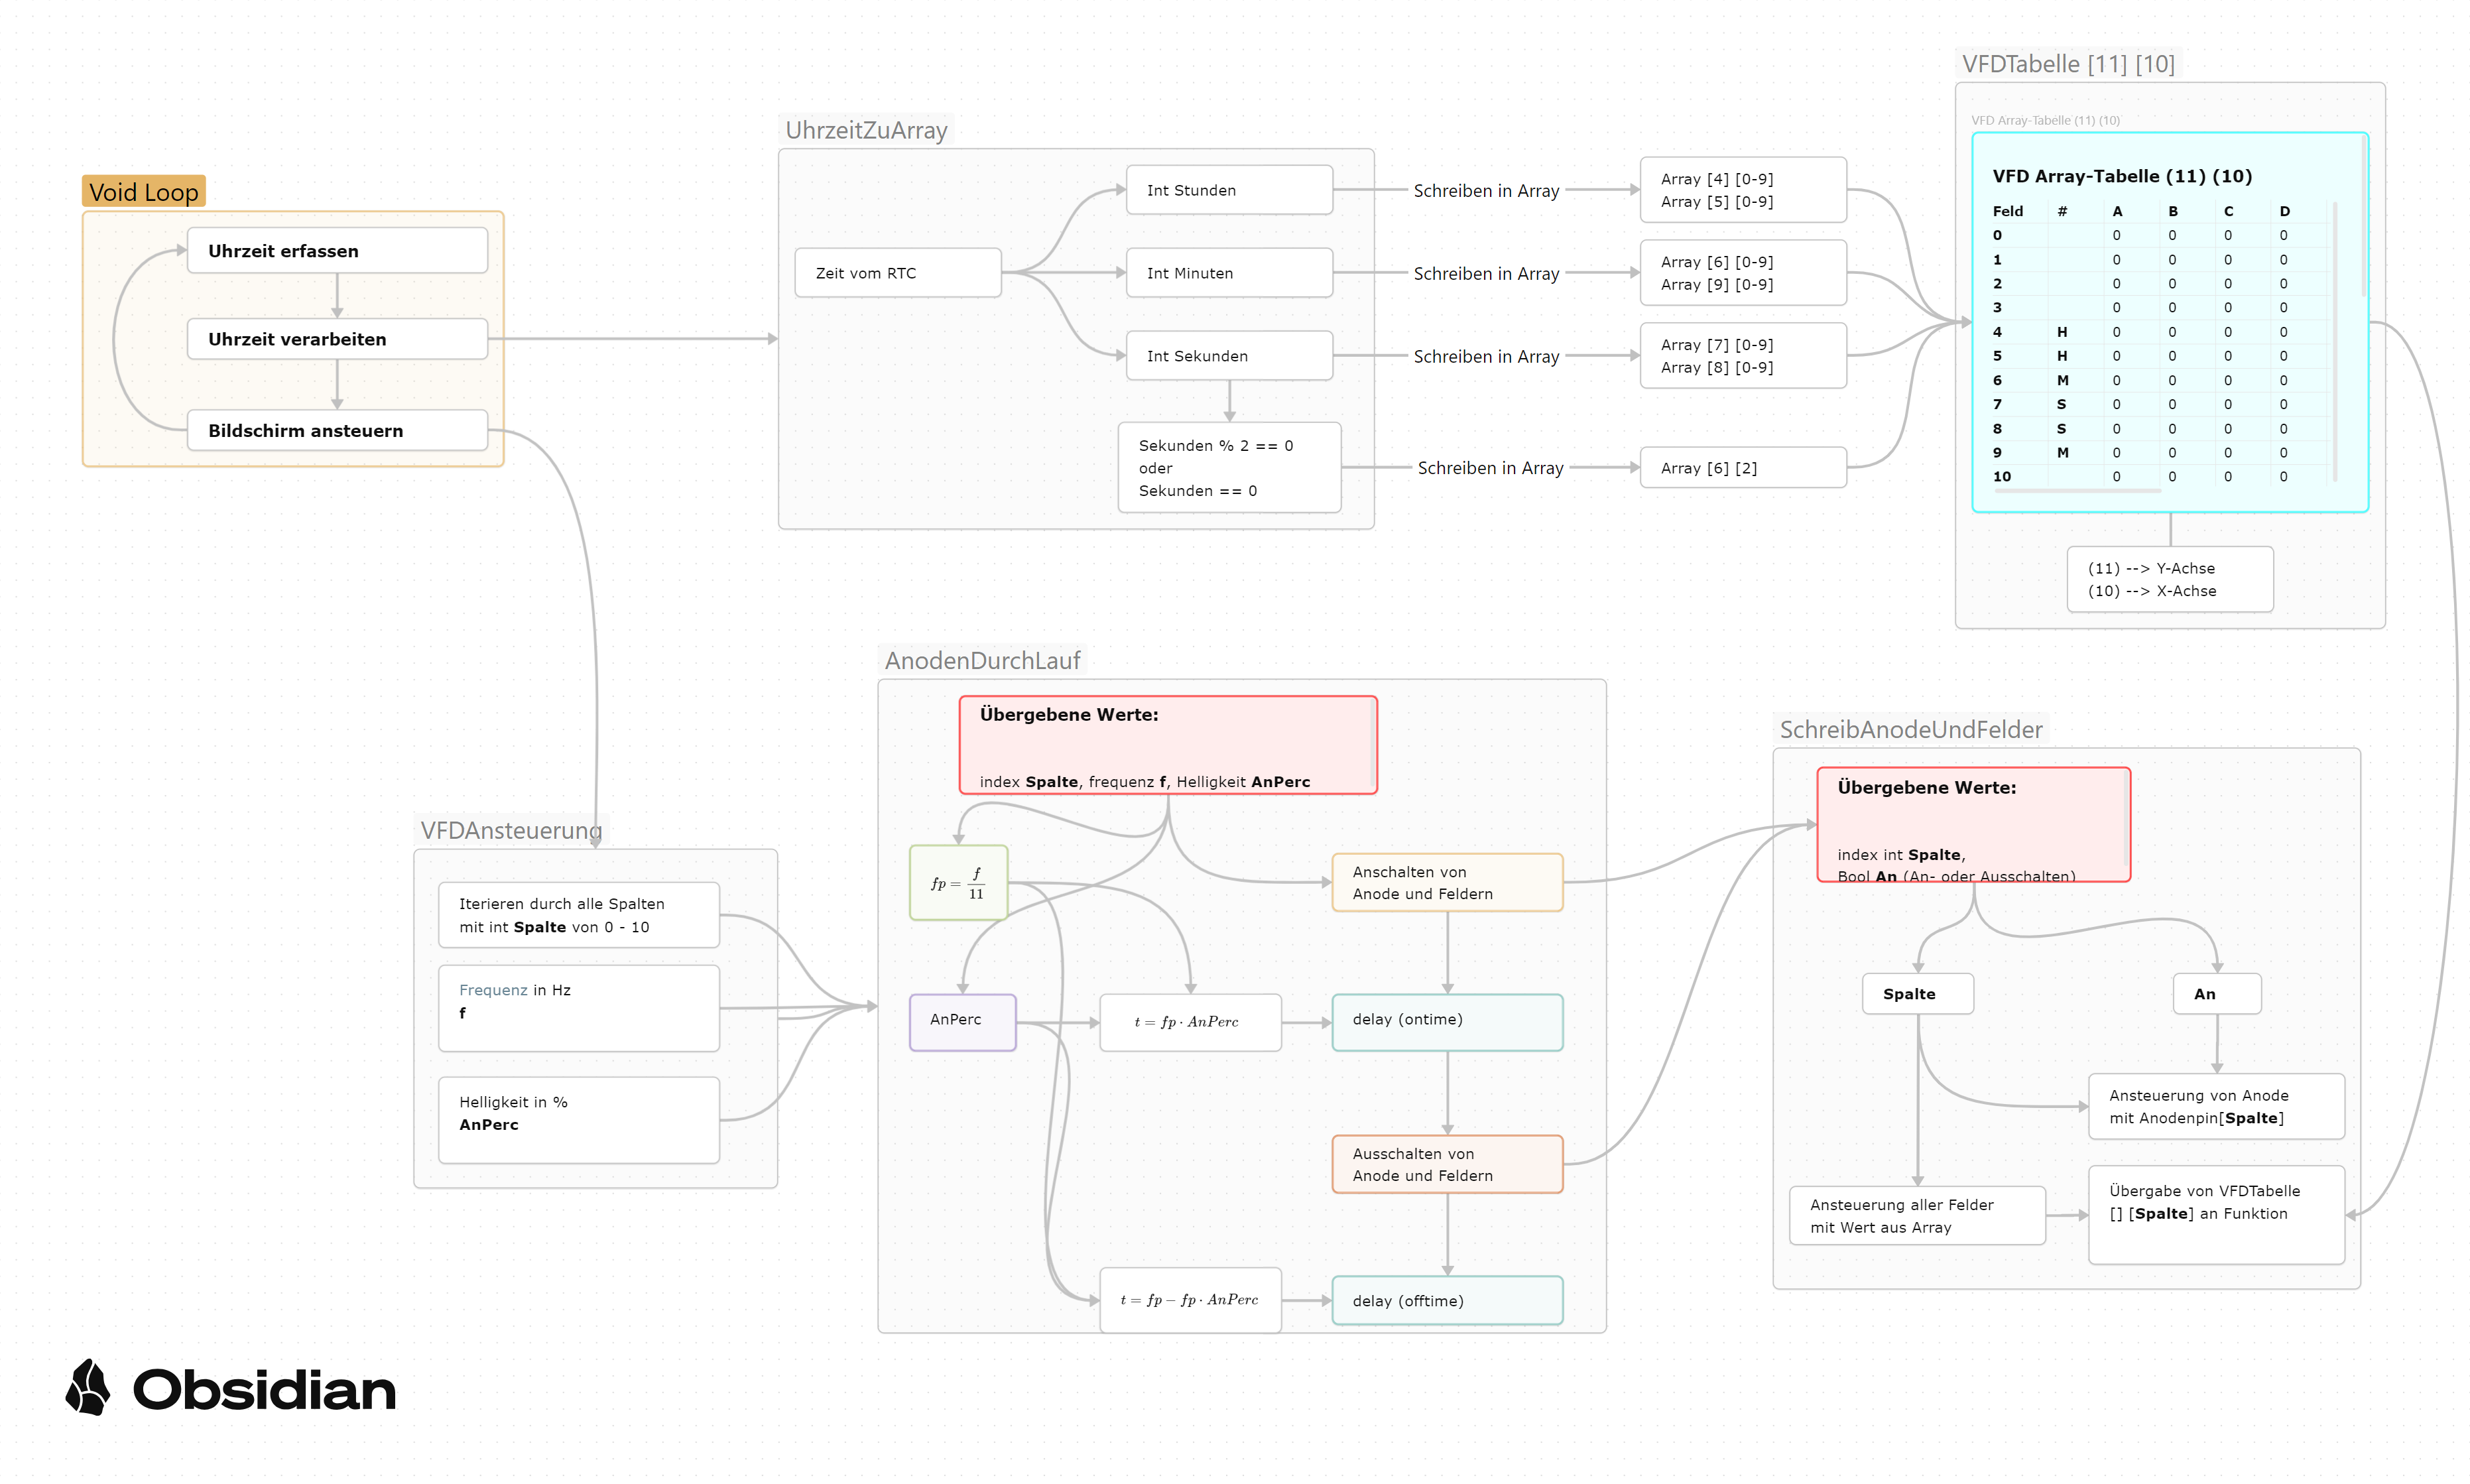 VFDTabelle [11] [10]
VFD Array-Tabelle (11) (10)
VFD Array-Tabelle (11) (10)
Feld # A B C D
0 0 0 0 0
1 0 0 0 0
2 0 0 0 0
3 0 0 0 0
4 H 0 0 0 0
5 H 0 0 0 0
6 M 0 0 0 0
7 S 0 0 0 0
8 S 0 0 0 0
9 M 0 0 0 0
10 0 0 0 0
(11) --> Y-Achse
(10) --> X-Achse
UhrzeitZuArray
Zeit vom RTC
Int Stunden
Int Minuten
Int Sekunden
Sekunden % 2 == 0
oder
Sekunden == 0
Schreiben in Array
Schreiben in Array
Schreiben in Array
Schreiben in Array
Array [4] [0-9]
Array [5] [0-9]
Array [6] [0-9]
Array [9] [0-9]
Array [7] [0-9]
Array [8] [0-9]
Array [6] [2]
Void Loop
Uhrzeit erfassen
Uhrzeit verarbeiten
Bildschirm ansteuern
VFDAnsteuerung
Iterieren durch alle Spalten
mit int Spalte von 0 - 10
Frequenz in Hz
f
Helligkeit in %
AnPerc
AnodenDurchLauf
Übergebene Werte:
index Spalte, frequenz f, Helligkeit AnPerc
fp = f/11
AnPerc
t = fp · AnPerc
t = fp − fp · AnPerc
Anschalten von
Anode und Feldern
delay (ontime)
Ausschalten von
Anode und Feldern
delay (offtime)
SchreibAnodeUndFelder
Übergebene Werte:
index int Spalte,
Bool An (An- oder Ausschalten)
Spalte
An
Ansteuerung von Anode
mit Anodenpin[Spalte]
Ansteuerung aller Felder
mit Wert aus Array
Übergabe von VFDTabelle
[] [Spalte] an Funktion
Obsidian